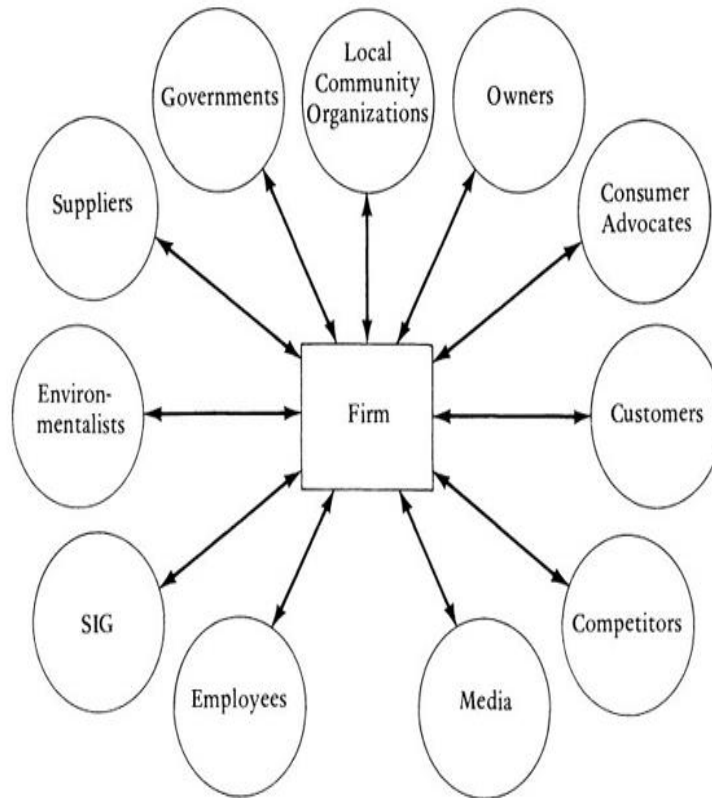 Governments
Local
Community
Organizations
Owners
Suppliers
Consumer
Advocates
Environ-
mentalists
Firm
Customers
SIG
Competitors
Employees
Media